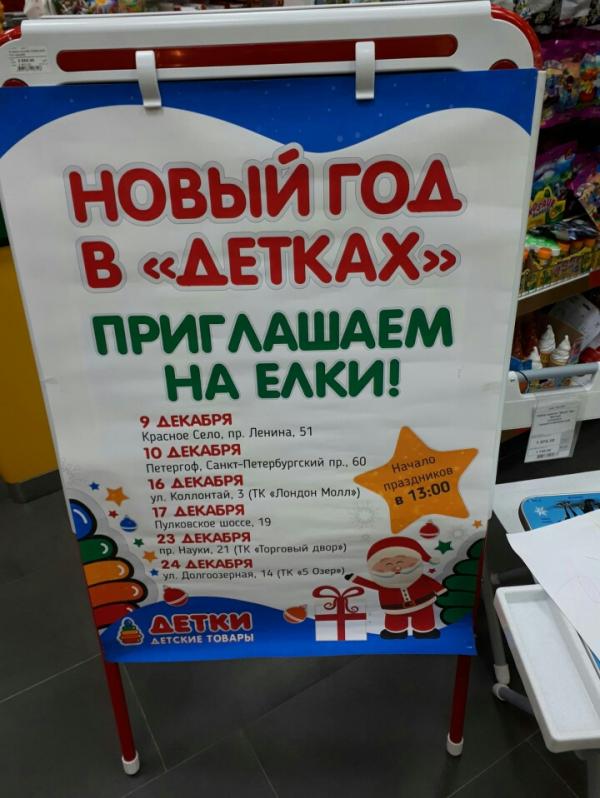 НОВЫЙ ГОД
В «ДЕТКАХ»
ПРИГЛАШАЕМ
НА ЕЛКИ!
9 ДЕКАБРЯ
Красное Село, пр. Ленина, 51
10 ДЕКАБРЯ
Петергоф, Санкт-Петербургский пр., 60
16 ДЕКАБРЯ
ул. Коллонтай, 3 (ТК «Лондон Молл»)
17 ДЕКАБРЯ
Пулковское шоссе, 19
23 ДЕКАБРЯ
пр. Науки, 21 (ТК «Торговый двор»)
24 ДЕКАБРЯ
ул. Долгоозерная, 14 (ТК «5 Озер»)
Начало
праздников
в 13:00
ДЕТКИ
ДЕТСКИЕ ТОВАРЫ